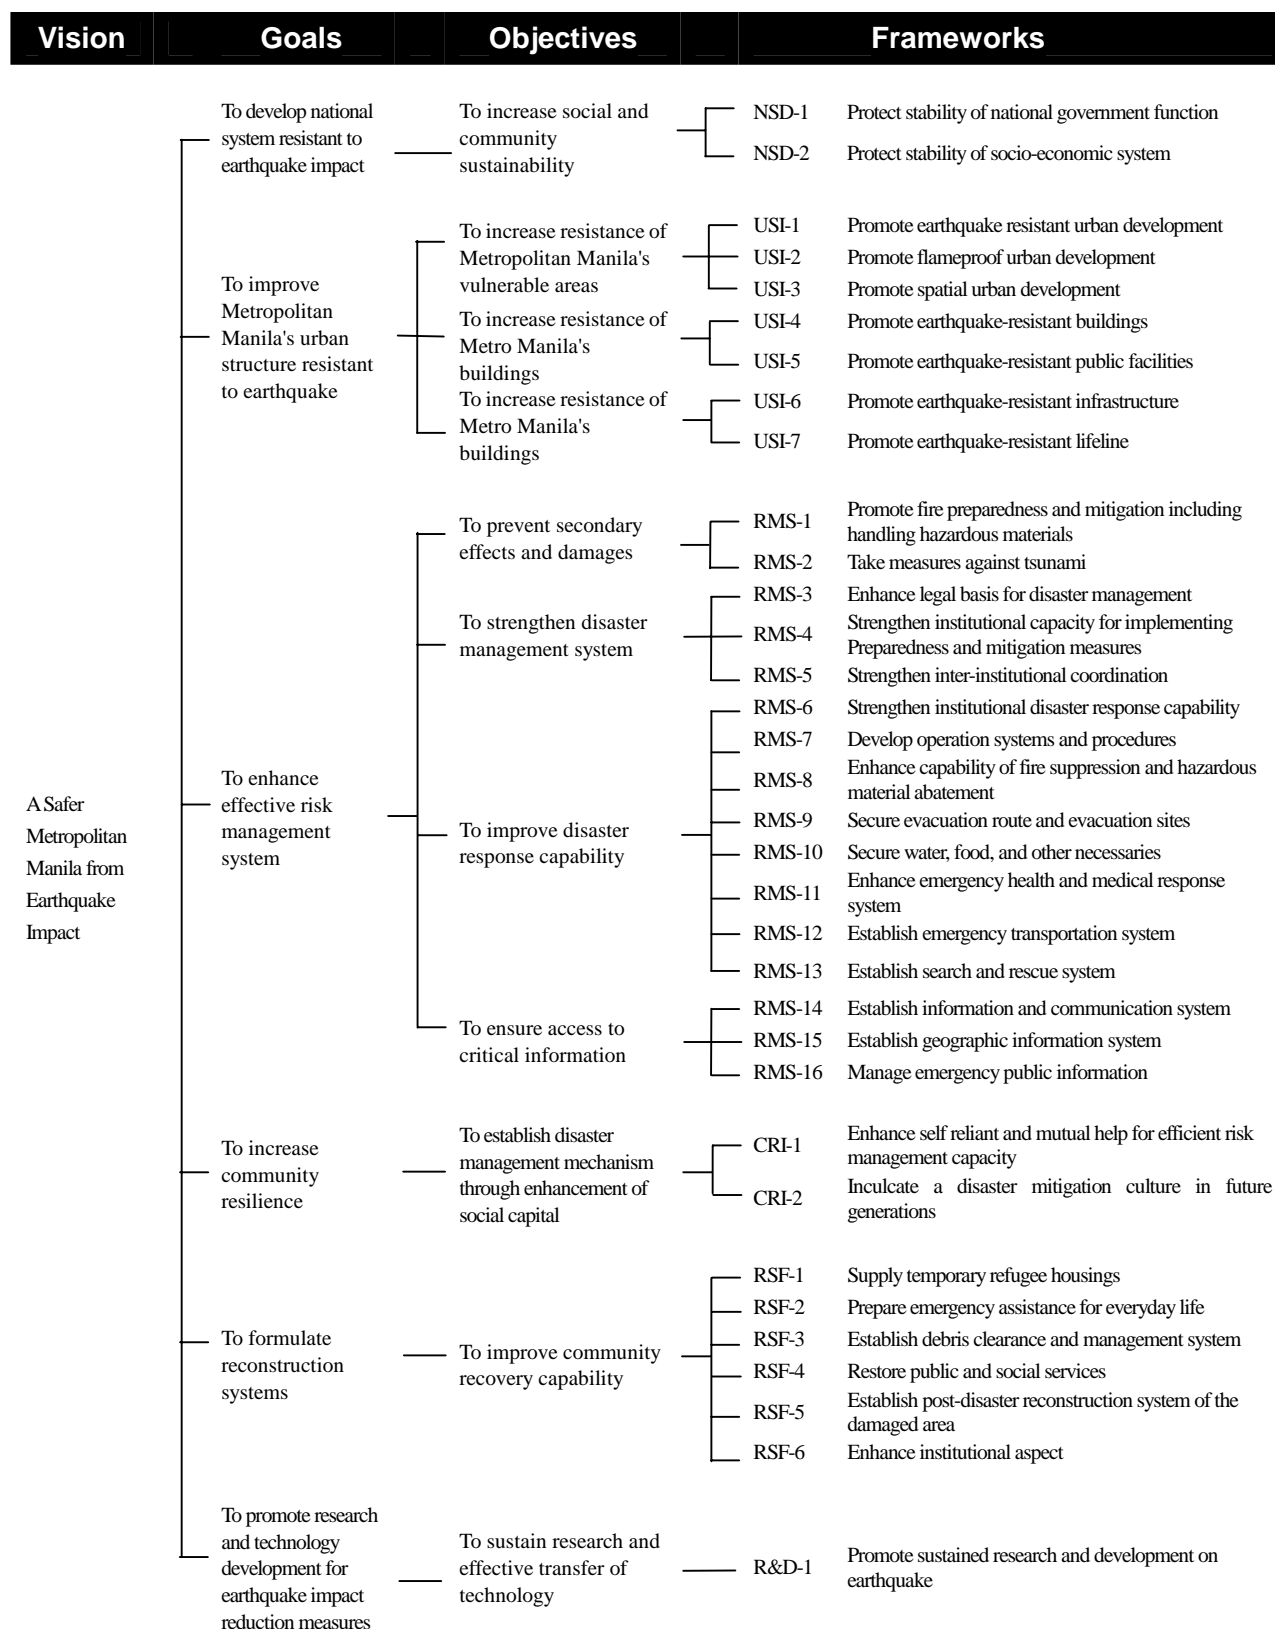 Vision Goals Objectives Frameworks
A Safer
Metropolitan
Manila from
Earthquake
Impact
To develop national
system resistant to
earthquake impact
To increase social and
community
sustainability
NSD-1 Protect stability of national government function
NSD-2 Protect stability of socio-economic system
To improve
Metropolitan
Manila's urban
structure resistant
to earthquake
To increase resistance of
Metropolitan Manila's
vulnerable areas
USI-1 Promote earthquake resistant urban development
USI-2 Promote flameproof urban development
USI-3 Promote spatial urban development
To increase resistance of
Metro Manila's
buildings
USI-4 Promote earthquake-resistant buildings
USI-5 Promote earthquake-resistant public facilities
To increase resistance of
Metro Manila's
buildings
USI-6 Promote earthquake-resistant infrastructure
USI-7 Promote earthquake-resistant lifeline
To enhance
effective risk
management
system
To prevent secondary
effects and damages
RMS-1 Promote fire preparedness and mitigation including
handling hazardous materials
RMS-2 Take measures against tsunami
To strengthen disaster
management system
RMS-3 Enhance legal basis for disaster management
RMS-4 Strengthen institutional capacity for implementing
Preparedness and mitigation measures
RMS-5 Strengthen inter-institutional coordination
To improve disaster
response capability
RMS-6 Strengthen institutional disaster response capability
RMS-7 Develop operation systems and procedures
RMS-8 Enhance capability of fire suppression and hazardous
material abatement
RMS-9 Secure evacuation route and evacuation sites
RMS-10 Secure water, food, and other necessaries
RMS-11 Enhance emergency health and medical response
system
RMS-12 Establish emergency transportation system
RMS-13 Establish search and rescue system
To ensure access to
critical information
RMS-14 Establish information and communication system
RMS-15 Establish geographic information system
RMS-16 Manage emergency public information
To increase
community
resilience
To establish disaster
management mechanism
through enhancement of
social capital
CRI-1 Enhance self reliant and mutual help for efficient risk
management capacity
CRI-2 Inculcate a disaster mitigation culture in future
generations
To formulate
reconstruction
systems
To improve community
recovery capability
RSF-1 Supply temporary refugee housings
RSF-2 Prepare emergency assistance for everyday life
RSF-3 Establish debris clearance and management system
RSF-4 Restore public and social services
RSF-5 Establish post-disaster reconstruction system of the
damaged area
RSF-6 Enhance institutional aspect
To promote research
and technology
development for
earthquake impact
reduction measures
To sustain research and
effective transfer of
technology
R&D-1 Promote sustained research and development on
earthquake